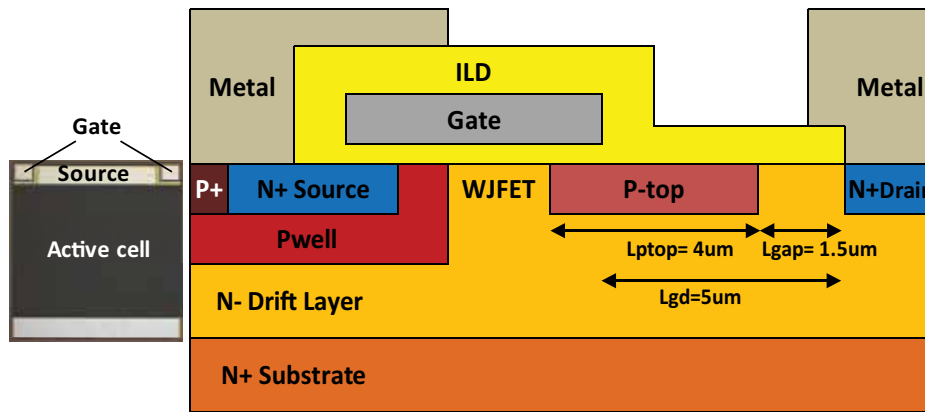 Gate
Source
Active cell
Metal
ILD
Gate
Metal
P+
N+ Source
WJFET
P-top
N+Drain
Pwell
Lptop= 4um
Lgap= 1.5um
N- Drift Layer
Lgd=5um
N+ Substrate